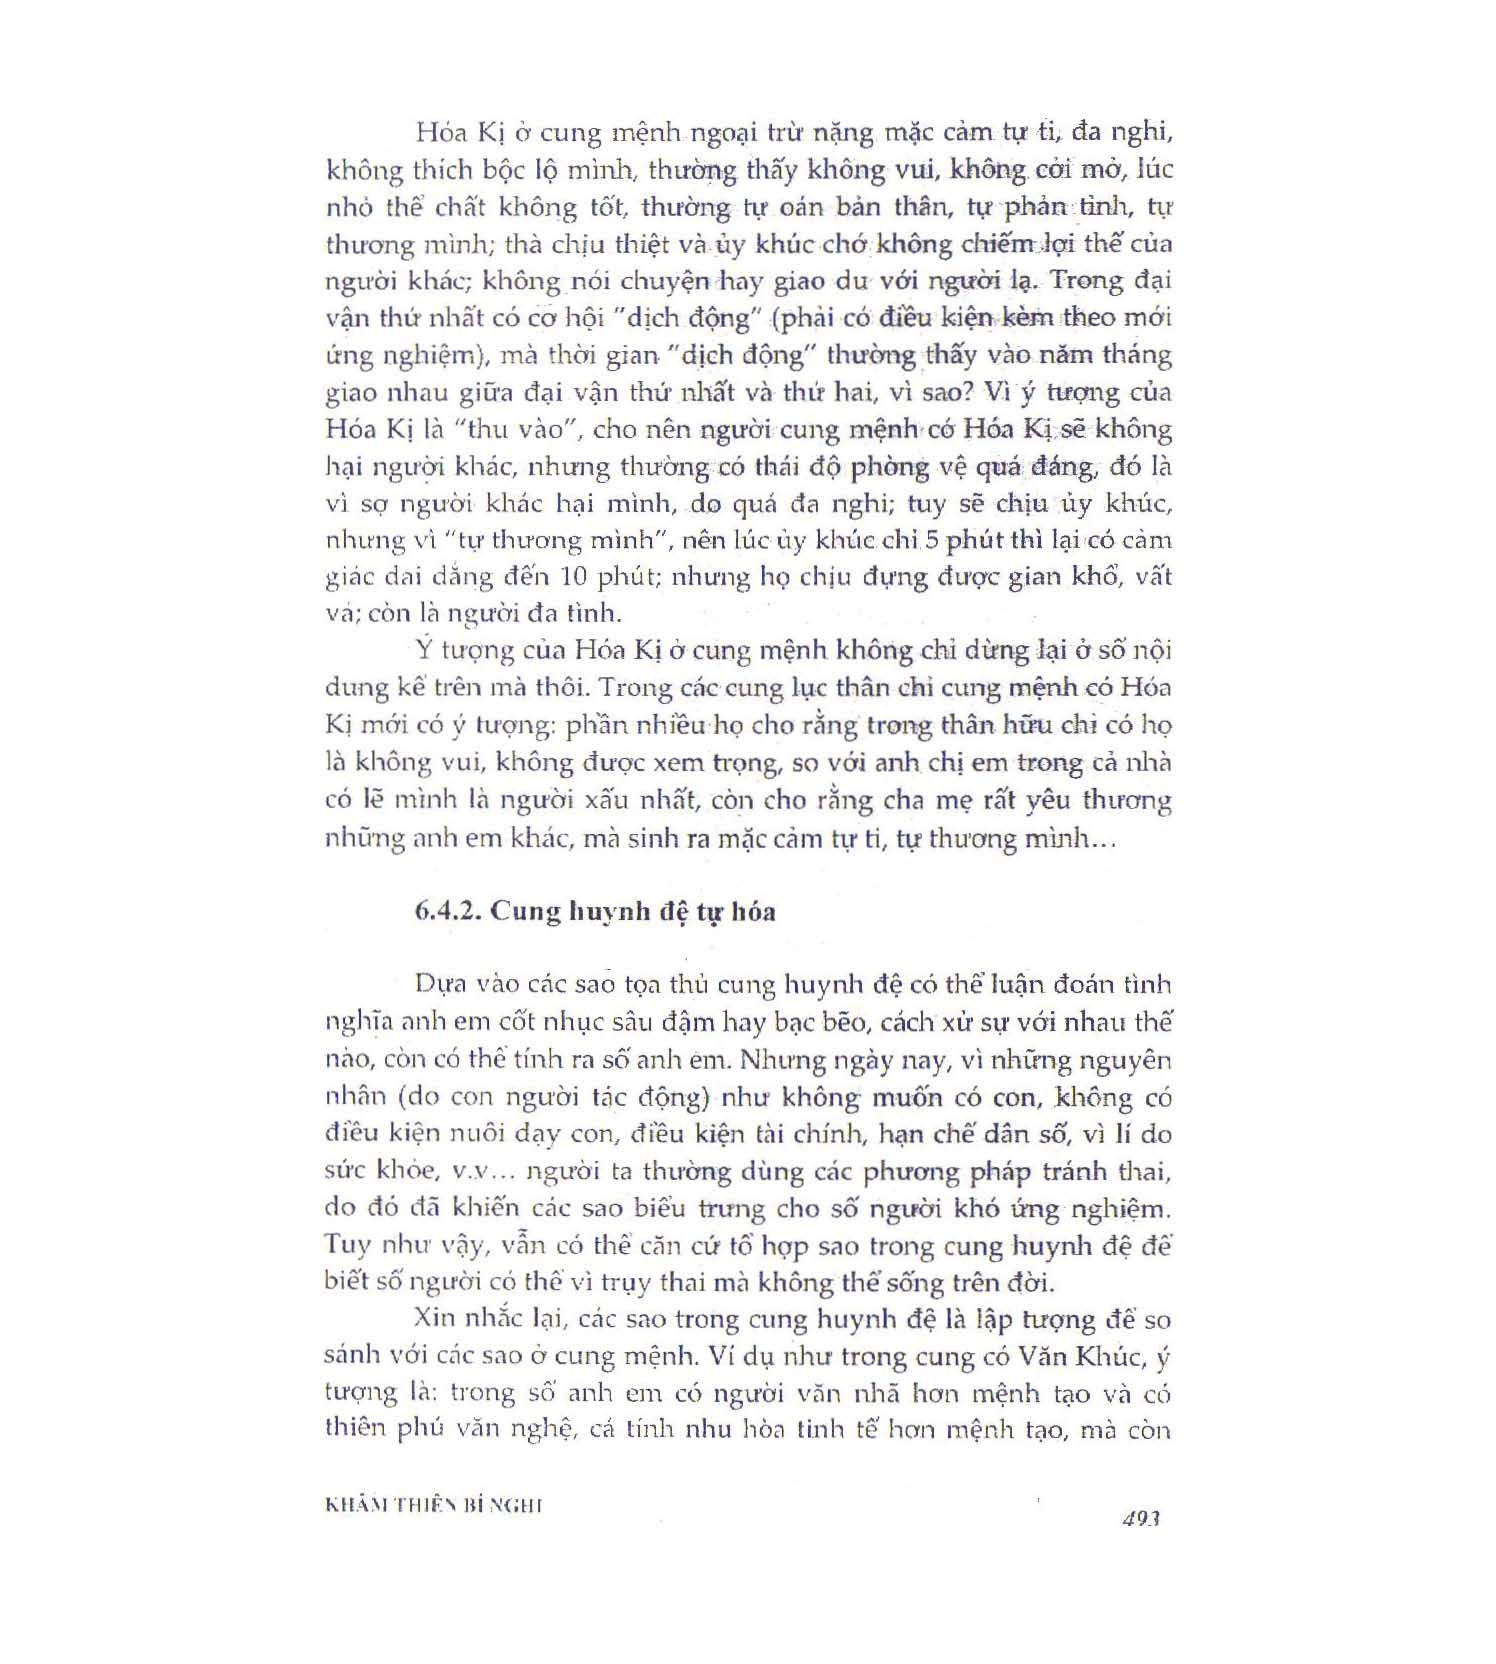 Hóa Kị ở cung mệnh ngoại trừ nặng mặc cảm tự ti, đa nghi,
không thích bộc lộ mình, thường thấy không vui, không cởi mở, lúc
nhỏ thể chất không tốt, thường tự oán bản thân, tự phản tỉnh, tự
thương mình; thà chịu thiệt và ủy khúc chớ không chiếm lợi thế của
người khác; không nói chuyện hay giao du với người lạ. Trong đại
vận thứ nhất có cơ hội "dịch động" (phải có điều kiện kèm theo mới
ứng nghiệm), mà thời gian "dịch động" thường thấy vào năm tháng
giao nhau giữa đại vận thứ nhất và thứ hai, vì sao? Vì ý tượng của
Hóa Kị là "thu vào", cho nên người cung mệnh có Hóa Kị sẽ không
hại người khác, nhưng thường có thái độ phòng vệ quá đáng, đó là
vì sợ người khác hại mình, do quá đa nghi; tuy sẽ chịu ủy khúc,
nhưng vì "tự thương mình", nên lúc ủy khúc chỉ 5 phút thì lại có cảm
giác dai dẳng đến 10 phút; nhưng họ chịu đựng được gian khổ, vất
vả; còn là người đa tình.
Ý tượng của Hóa Kị ở cung mệnh không chỉ dừng lại ở số nội
dung kể trên mà thôi. Trong các cung lục thân chỉ cung mệnh có Hóa
Kị mới có ý tượng: phần nhiều họ cho rằng trong thân hữu chỉ có họ
là không vui, không được xem trọng, so với anh chị em trong cả nhà
có lẽ mình là người xấu nhất, còn cho rằng cha mẹ rất yêu thương
những anh em khác, mà sinh ra mặc cảm tự ti, tự thương mình...
6.4.2. Cung huynh đệ tự hóa
Dựa vào các sao tọa thủ cung huynh đệ có thể luận đoán tình
nghĩa anh em cốt nhục sâu đậm hay bạc bẽo, cách xử sự với nhau thế
nào, còn có thể tính ra số anh em. Nhưng ngày nay, vì những nguyên
nhân (do con người tác động) như không muốn có con, không có
điều kiện nuôi dạy con, điều kiện tài chính, hạn chế dân số, vì lí do
sức khỏe, v.v... người ta thường dùng các phương pháp tránh thai,
do đó đã khiến các sao biểu trưng cho số người khó ứng nghiệm.
Tuy như vậy, vẫn có thể căn cứ tổ hợp sao trong cung huynh đệ để
biết số người có thể vì trụy thai mà không thể sống trên đời.
Xin nhắc lại, các sao trong cung huynh đệ là lập tượng để so
sánh với các sao ở cung mệnh. Ví dụ như trong cung có Văn Khúc, ý
tượng là: trong số anh em có người văn nhã hơn mệnh tạo và có
thiên phú văn nghệ, cá tính nhu hòa tinh tế hơn mệnh tạo, mà còn
KHÂM THIÊN BÍ NGHI
493